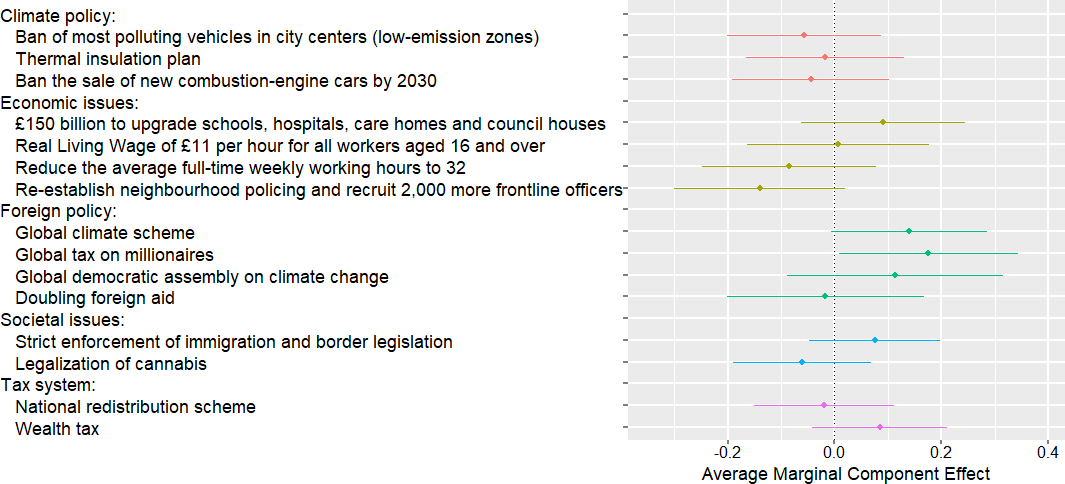 Climate policy:
Ban of most polluting vehicles in city centers (low-emission zones)
Thermal insulation plan
Ban the sale of new combustion-engine cars by 2030
Economic issues:
£150 billion to upgrade schools, hospitals, care homes and council houses
Real Living Wage of £11 per hour for all workers aged 16 and over
Reduce the average full-time weekly working hours to 32
Re-establish neighbourhood policing and recruit 2,000 more frontline officers
Foreign policy:
Global climate scheme
Global tax on millionaires
Global democratic assembly on climate change
Doubling foreign aid
Societal issues:
Strict enforcement of immigration and border legislation
Legalization of cannabis
Tax system:
National redistribution scheme
Wealth tax
-0.2 0.0 0.2 0.4
Average Marginal Component Effect